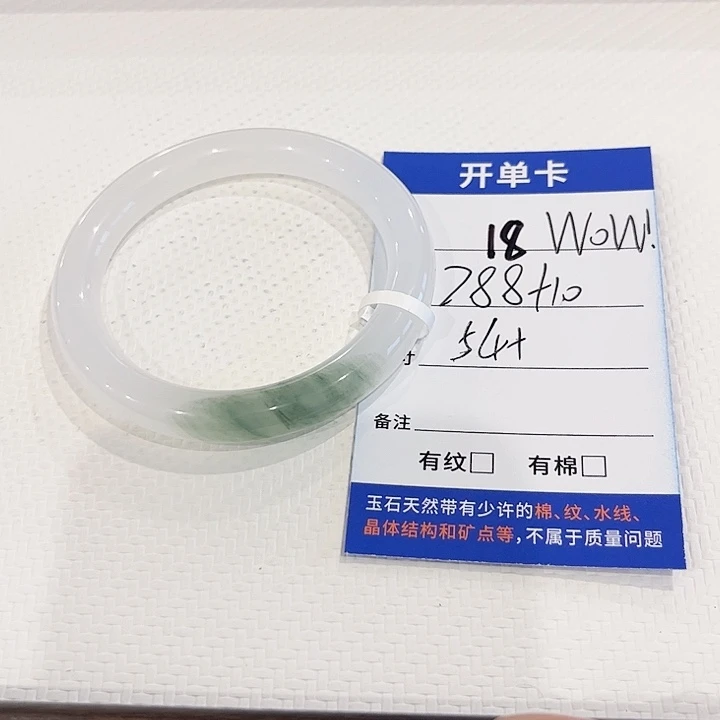 开单卡
18 WoW!
288+10
54+
备注
有纹□ 有棉□
玉石天然带有少许的棉、纹、水线、
晶体结构和矿点等,不属于质量问题